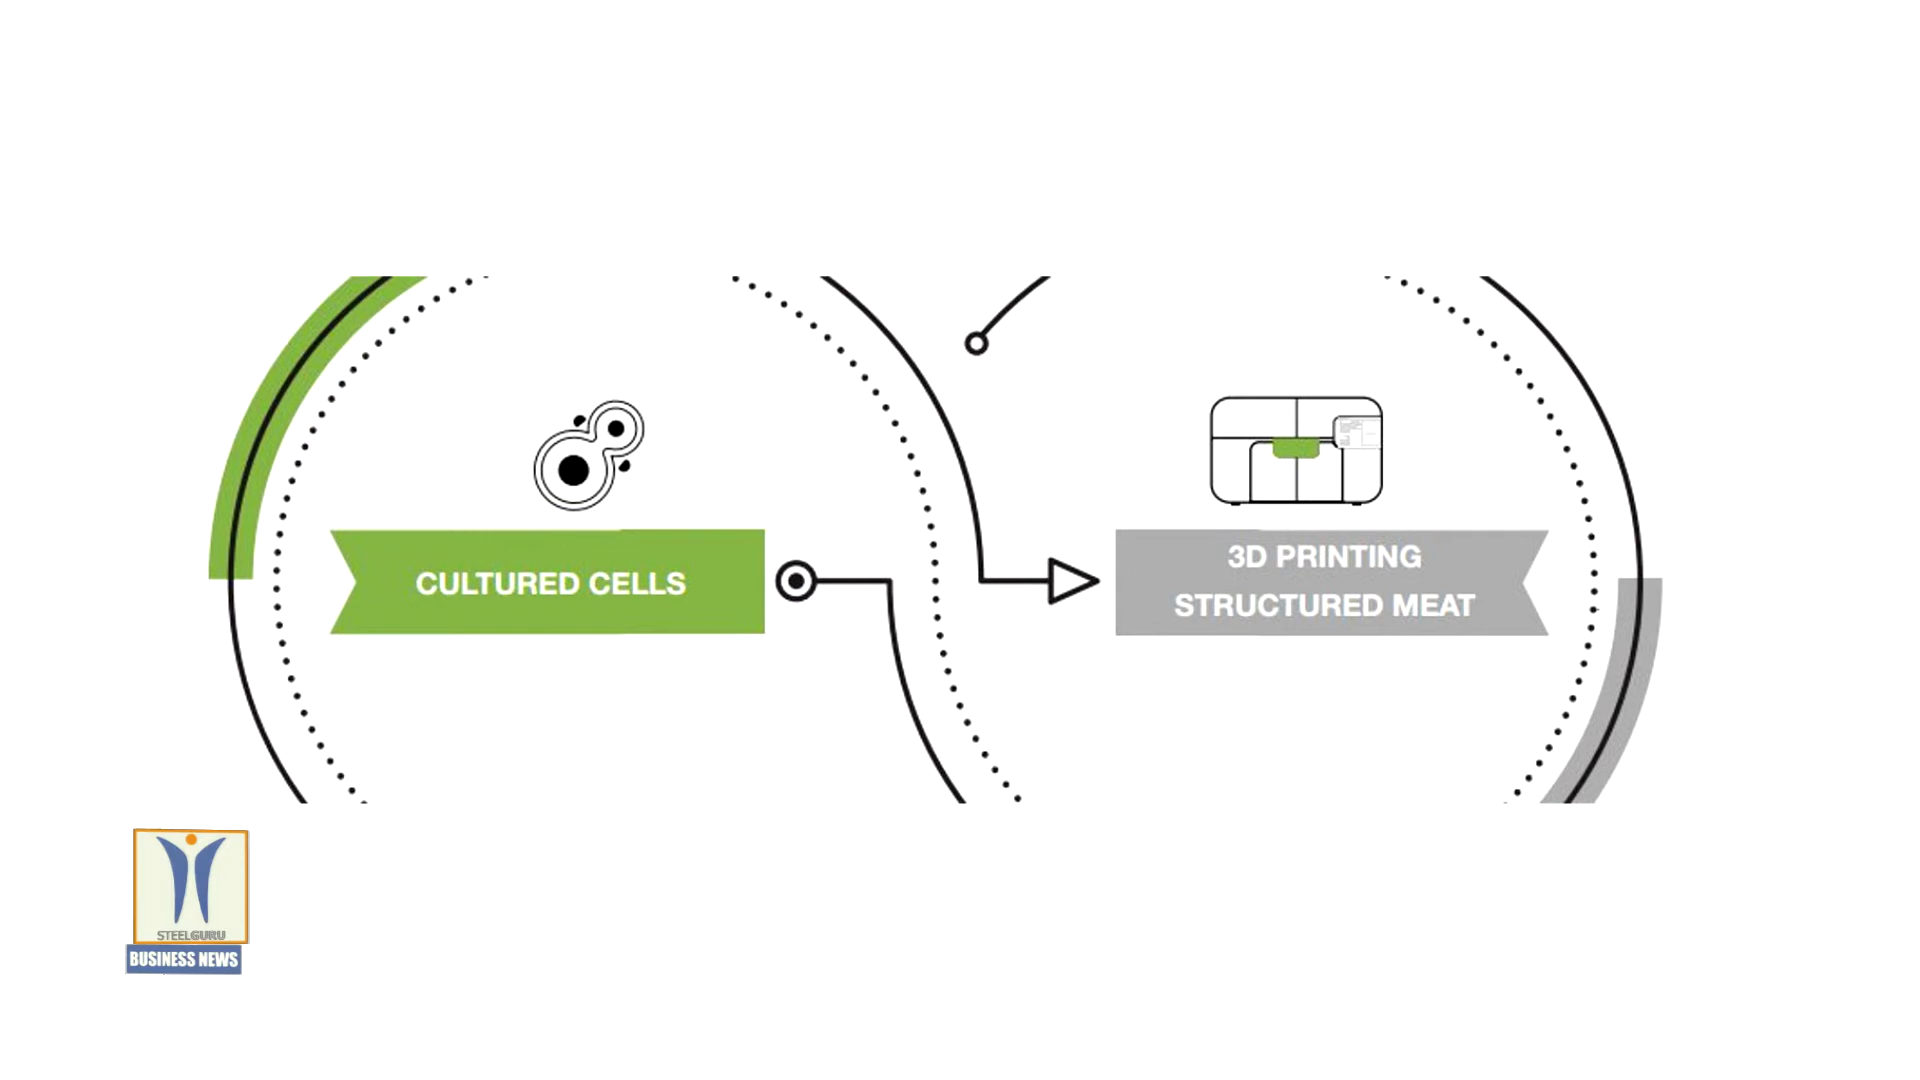 CULTURED CELLS
3D PRINTING
STRUCTURED MEAT
STEELGURU
BUSINESS NEWS